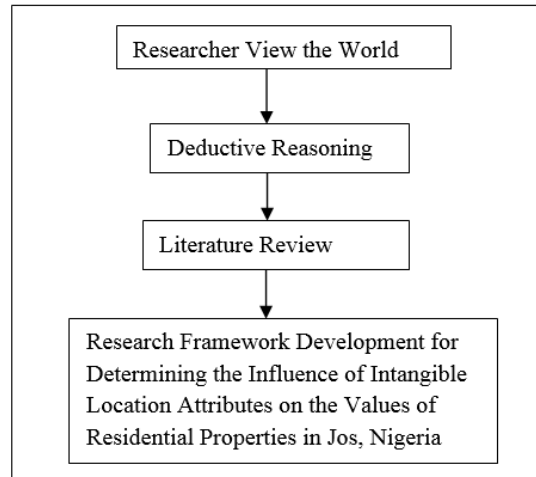 Researcher View the World
Deductive Reasoning
Literature Review
Research Framework Development for
Determining the Influence of Intangible
Location Attributes on the Values of
Residential Properties in Jos, Nigeria